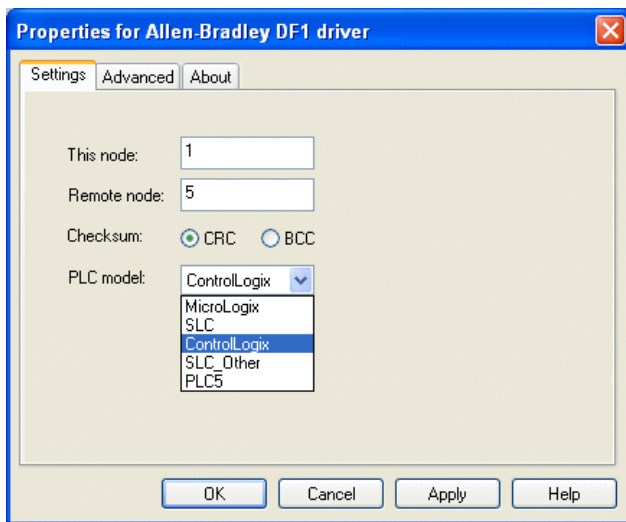 Properties for Allen-Bradley DF1 driver
Settings Advanced About
This node: 1
Remote node: 5
Checksum: CRC BCC
PLC model: ControlLogix
MicroLogix
SLC
ControlLogix
SLC_Other
PLC5
OK Cancel Apply Help